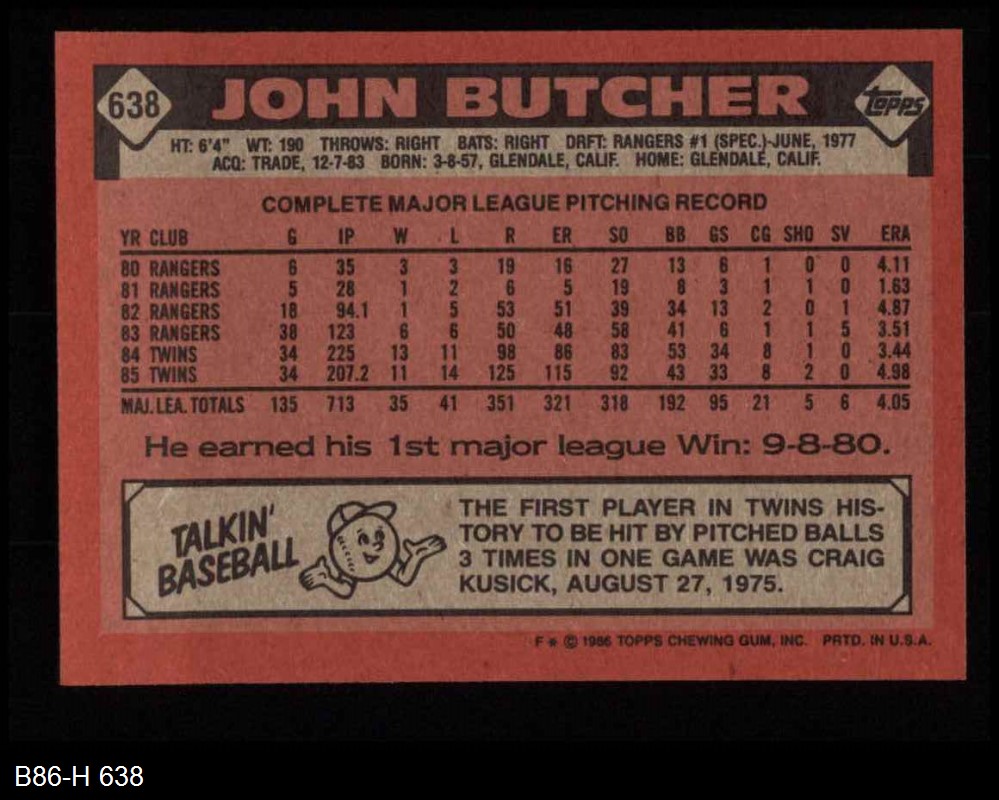 638 JOHN BUTCHER Topps
HT: 6'4" WT: 190 THROWS: RIGHT BATS: RIGHT DRFT: RANGERS #1 (SPEC.)-JUNE, 1977
ACQ: TRADE, 12-7-83 BORN: 3-8-57, GLENDALE, CALIF. HOME: GLENDALE, CALIF.
COMPLETE MAJOR LEAGUE PITCHING RECORD
YR CLUB G IP W L R ER SO BB GS CG SHO SV ERA
80 RANGERS 6 35 3 3 19 16 27 13 6 1 0 0 4.11
81 RANGERS 5 28 1 2 6 5 19 8 3 1 1 0 1.63
82 RANGERS 18 94.1 1 5 53 51 39 34 13 2 0 1 4.87
83 RANGERS 38 123 6 6 50 48 58 41 6 1 1 5 3.51
84 TWINS 34 225 13 11 98 86 83 53 34 8 1 0 3.44
85 TWINS 34 207.2 11 14 125 115 92 43 33 8 2 0 4.98
MAJ. LEA. TOTALS 135 713 35 41 351 321 318 192 95 21 5 6 4.05
He earned his 1st major league Win: 9-8-80.
TALKIN'
BASEBALL
THE FIRST PLAYER IN TWINS HIS-
TORY TO BE HIT BY PITCHED BALLS
3 TIMES IN ONE GAME WAS CRAIG
KUSICK, AUGUST 27, 1975.
F * © 1986 TOPPS CHEWING GUM, INC. PRTD. IN U.S.A.
B86-H 638